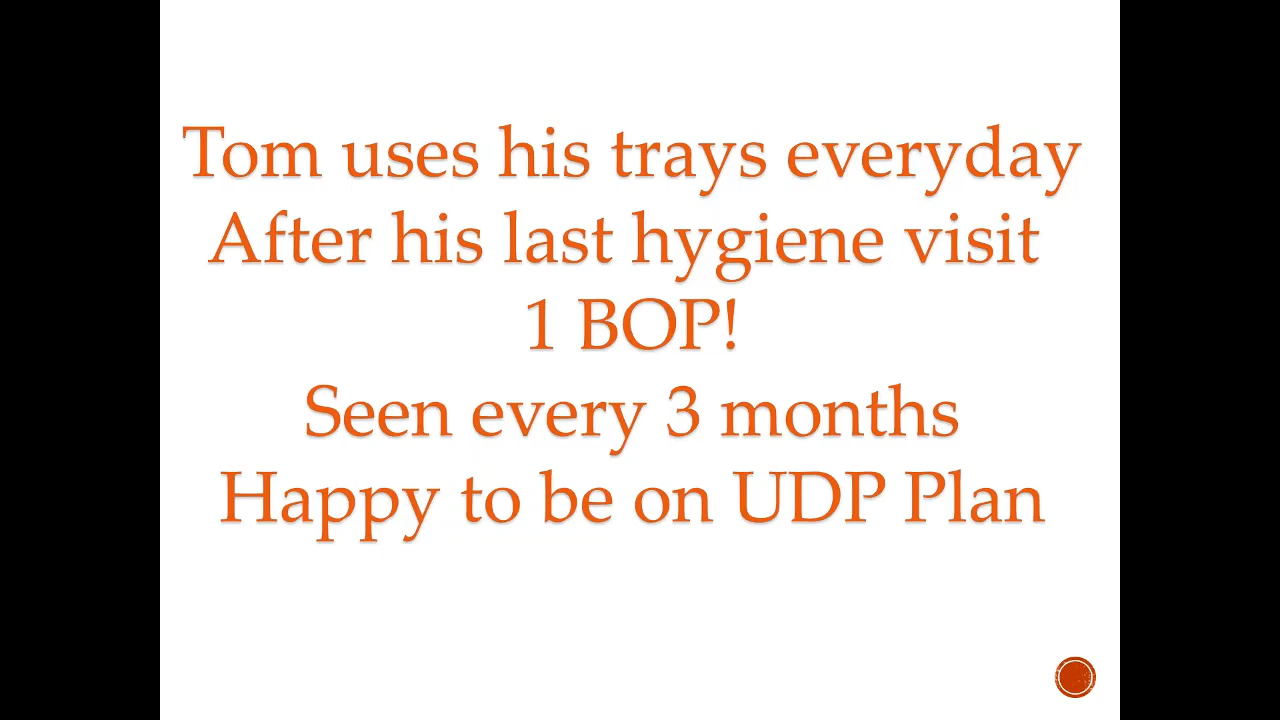 Tom uses his trays everyday
After his last hygiene visit
1 BOP!
Seen every 3 months
Happy to be on UDP Plan